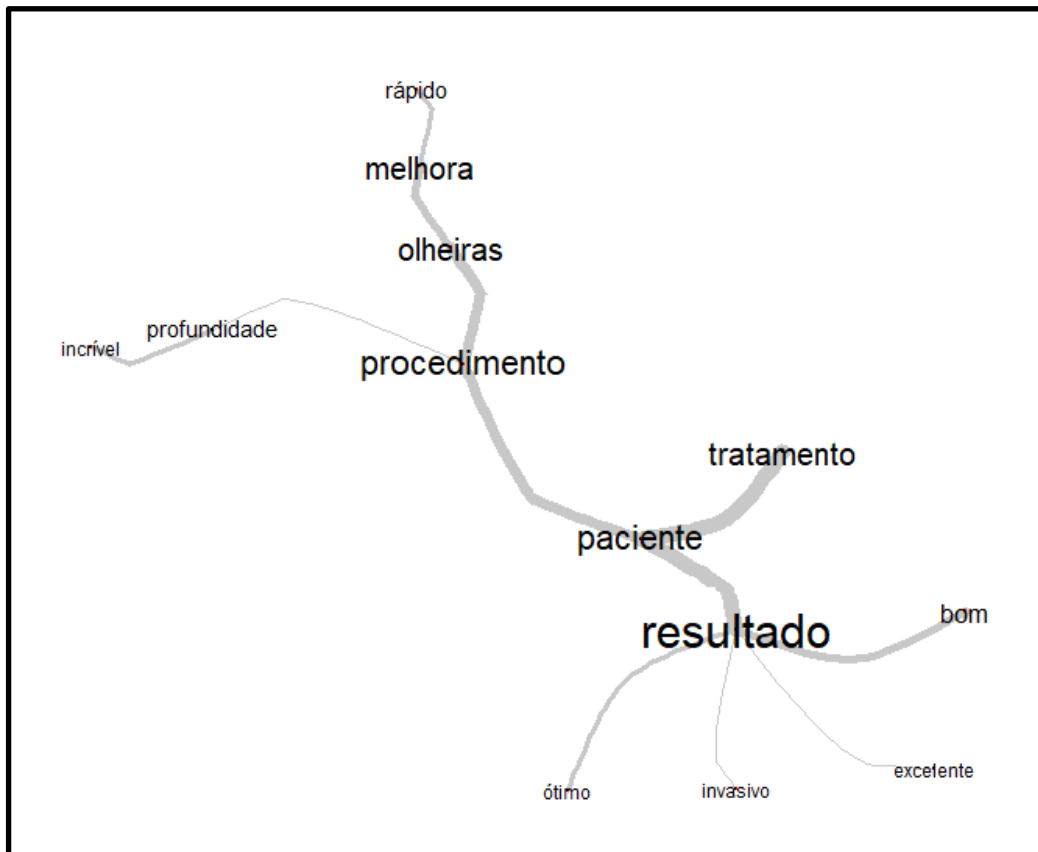 rápido
melhora
olheiras
profundidade
incrível
procedimento
tratamento
paciente
bom
resultado
excelente
ótimo
invasivo